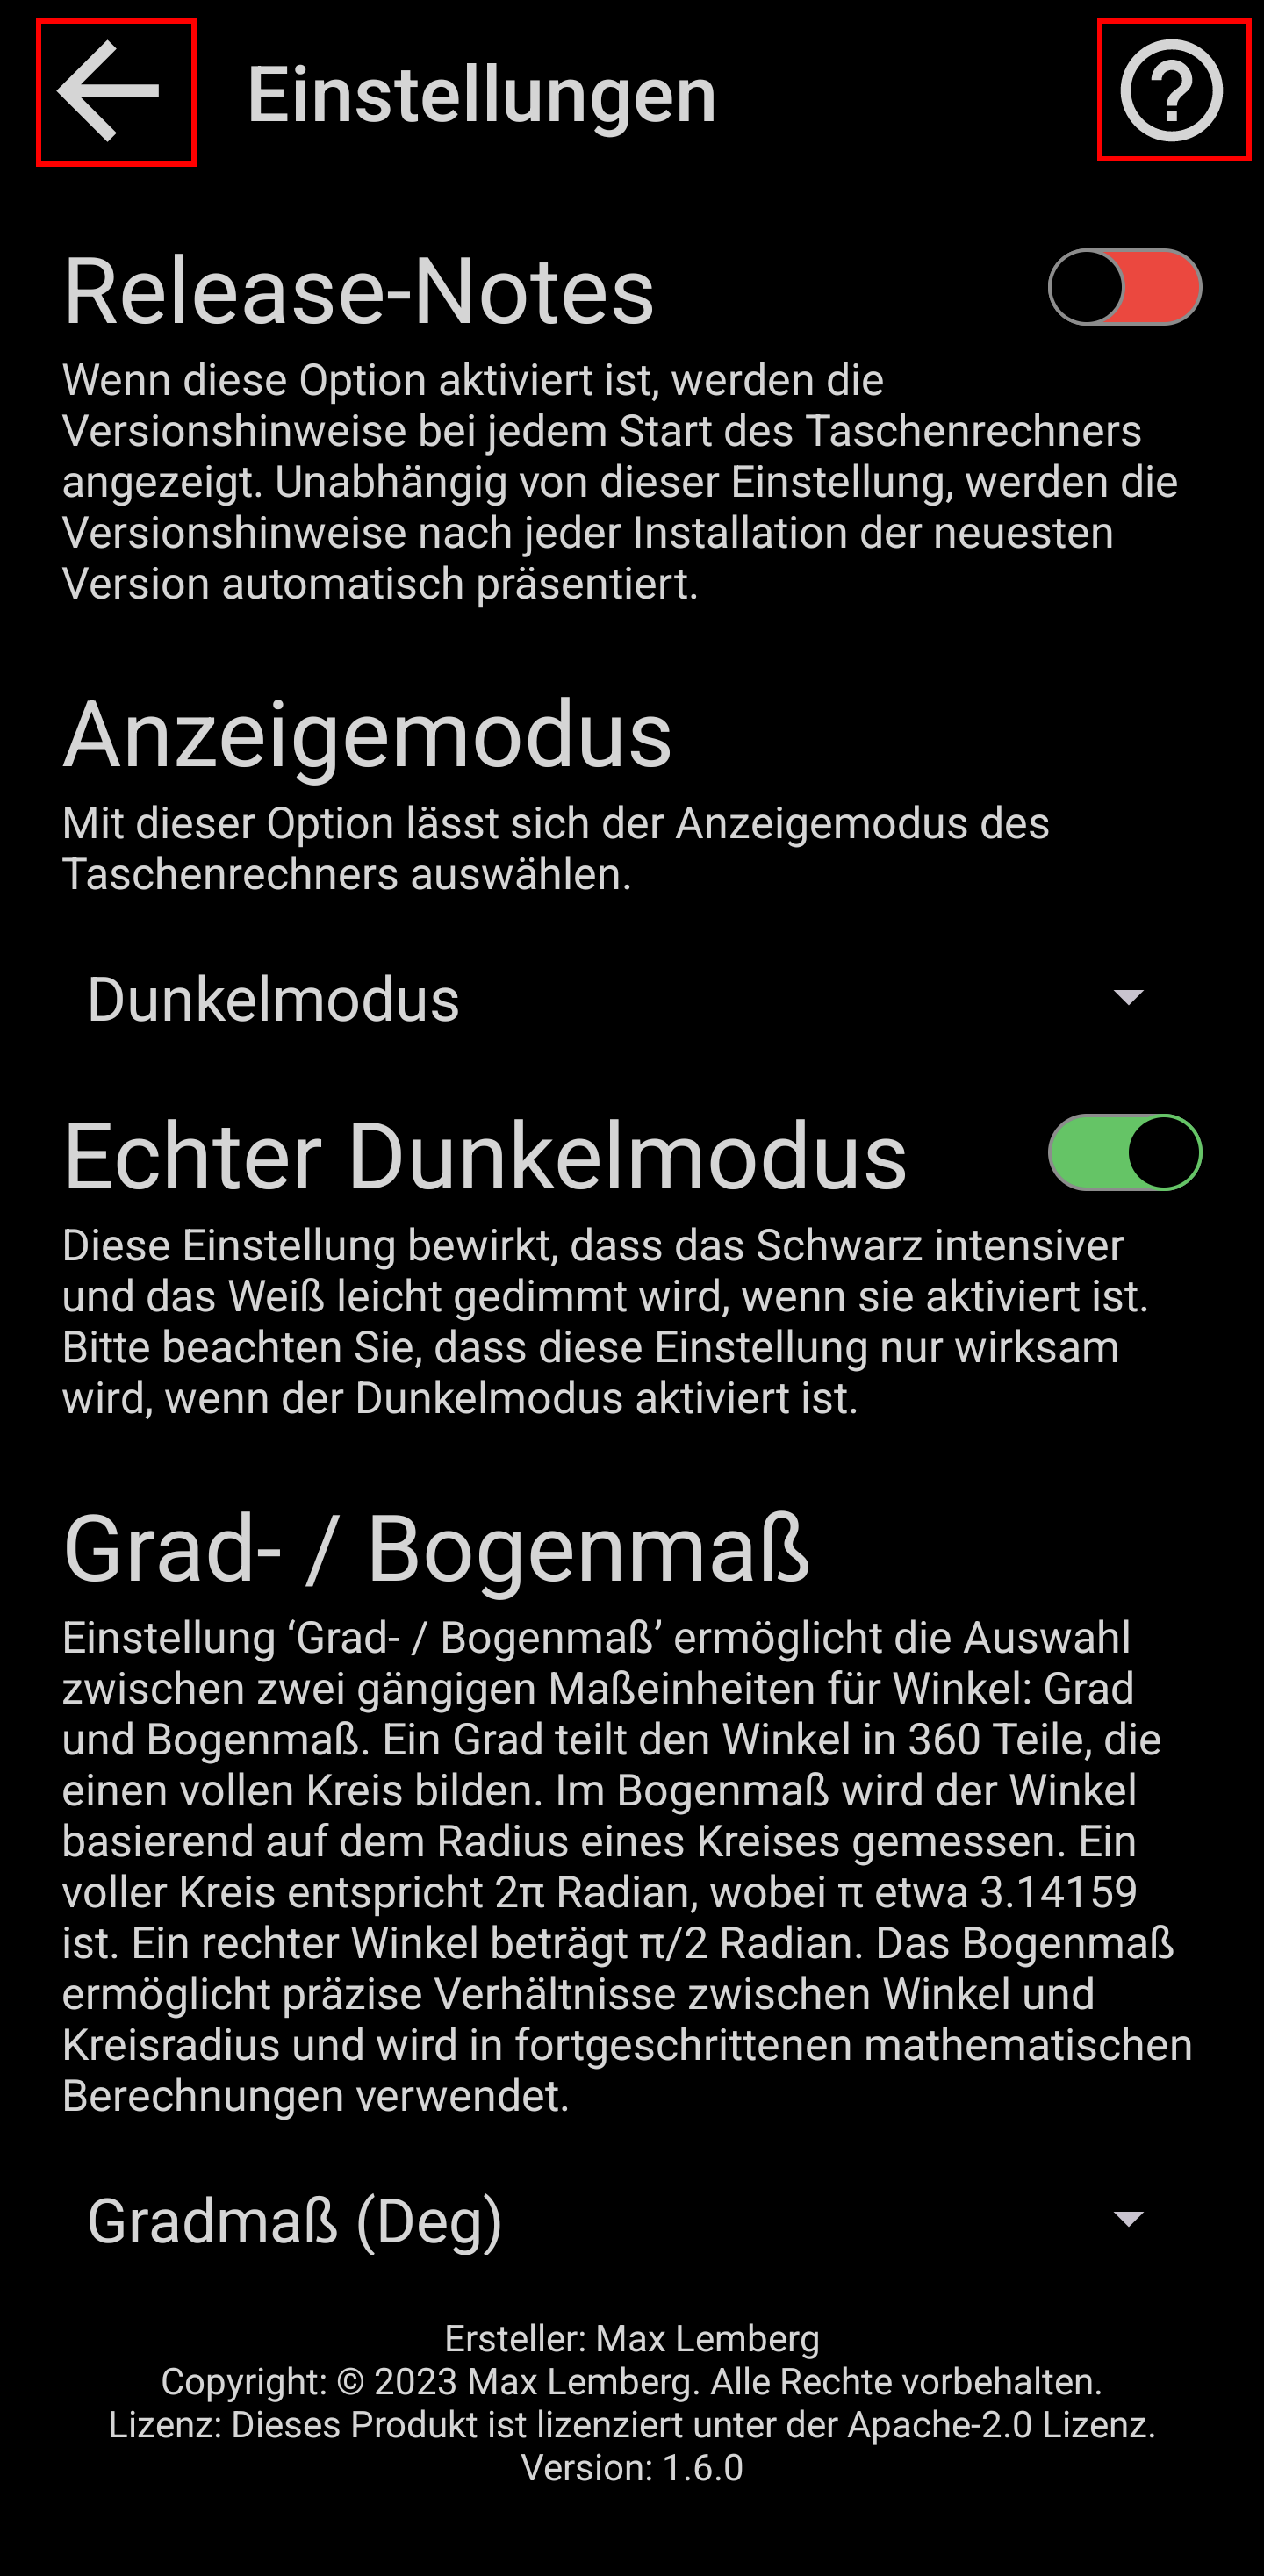 Einstellungen
Release-Notes
Wenn diese Option aktiviert ist, werden die
Versionshinweise bei jedem Start des Taschenrechners
angezeigt. Unabhängig von dieser Einstellung, werden die
Versionshinweise nach jeder Installation der neuesten
Version automatisch präsentiert.
Anzeigemodus
Mit dieser Option lässt sich der Anzeigemodus des
Taschenrechners auswählen.
Dunkelmodus
Echter Dunkelmodus
Diese Einstellung bewirkt, dass das Schwarz intensiver
und das Weiß leicht gedimmt wird, wenn sie aktiviert ist.
Bitte beachten Sie, dass diese Einstellung nur wirksam
wird, wenn der Dunkelmodus aktiviert ist.
Grad- / Bogenmaß
Einstellung ‘Grad- / Bogenmaß’ ermöglicht die Auswahl
zwischen zwei gängigen Maßeinheiten für Winkel: Grad
und Bogenmaß. Ein Grad teilt den Winkel in 360 Teile, die
einen vollen Kreis bilden. Im Bogenmaß wird der Winkel
basierend auf dem Radius eines Kreises gemessen. Ein
voller Kreis entspricht 2π Radian, wobei π etwa 3.14159
ist. Ein rechter Winkel beträgt π/2 Radian. Das Bogenmaß
ermöglicht präzise Verhältnisse zwischen Winkel und
Kreisradius und wird in fortgeschrittenen mathematischen
Berechnungen verwendet.
Gradmaß (Deg)
Ersteller: Max Lemberg
Copyright: © 2023 Max Lemberg. Alle Rechte vorbehalten.
Lizenz: Dieses Produkt ist lizenziert unter der Apache-2.0 Lizenz.
Version: 1.6.0